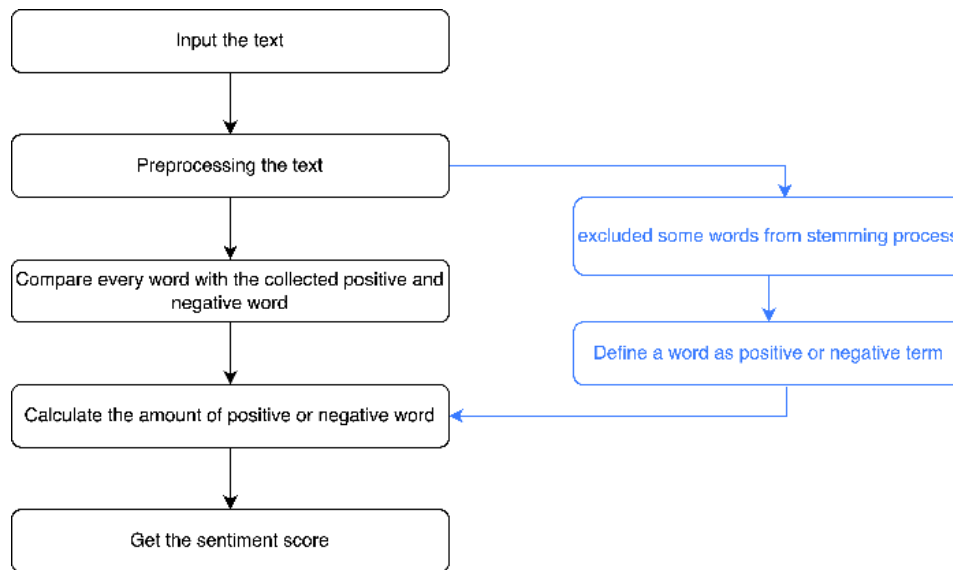 Input the text
Preprocessing the text
excluded some words from stemming process
Compare every word with the collected positive and
negative word
Define a word as positive or negative term
Calculate the amount of positive or negative word
Get the sentiment score